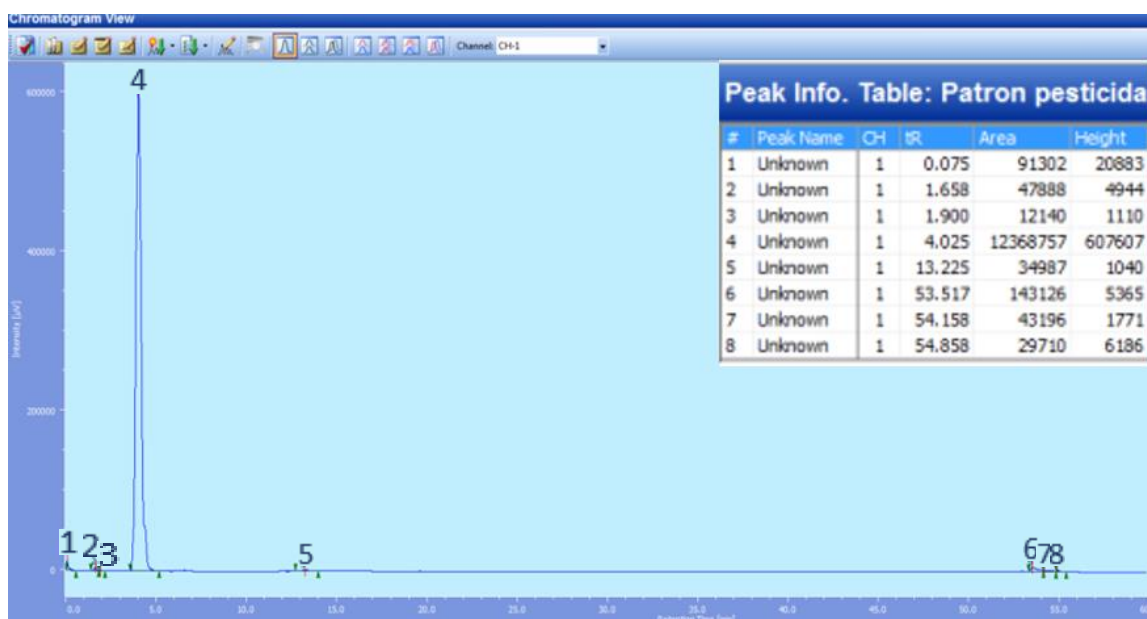 Chromatogram View
Channel: CH-1
4
600000
400000
Intensity [µV]
200000
0
1
2
3
5
6
7
8
0.0 5.0 10.0 15.0 20.0 25.0 30.0 35.0 40.0 45.0 50.0 55.0
Retention Time [min]
Peak Info. Table: Patron pesticida
# Peak Name CH tR Area Height
1 Unknown 1 0.075 91302 20883
2 Unknown 1 1.658 47888 4944
3 Unknown 1 1.900 12140 1110
4 Unknown 1 4.025 12368757 607607
5 Unknown 1 13.225 34987 1040
6 Unknown 1 53.517 143126 5365
7 Unknown 1 54.158 43196 1771
8 Unknown 1 54.858 29710 6186